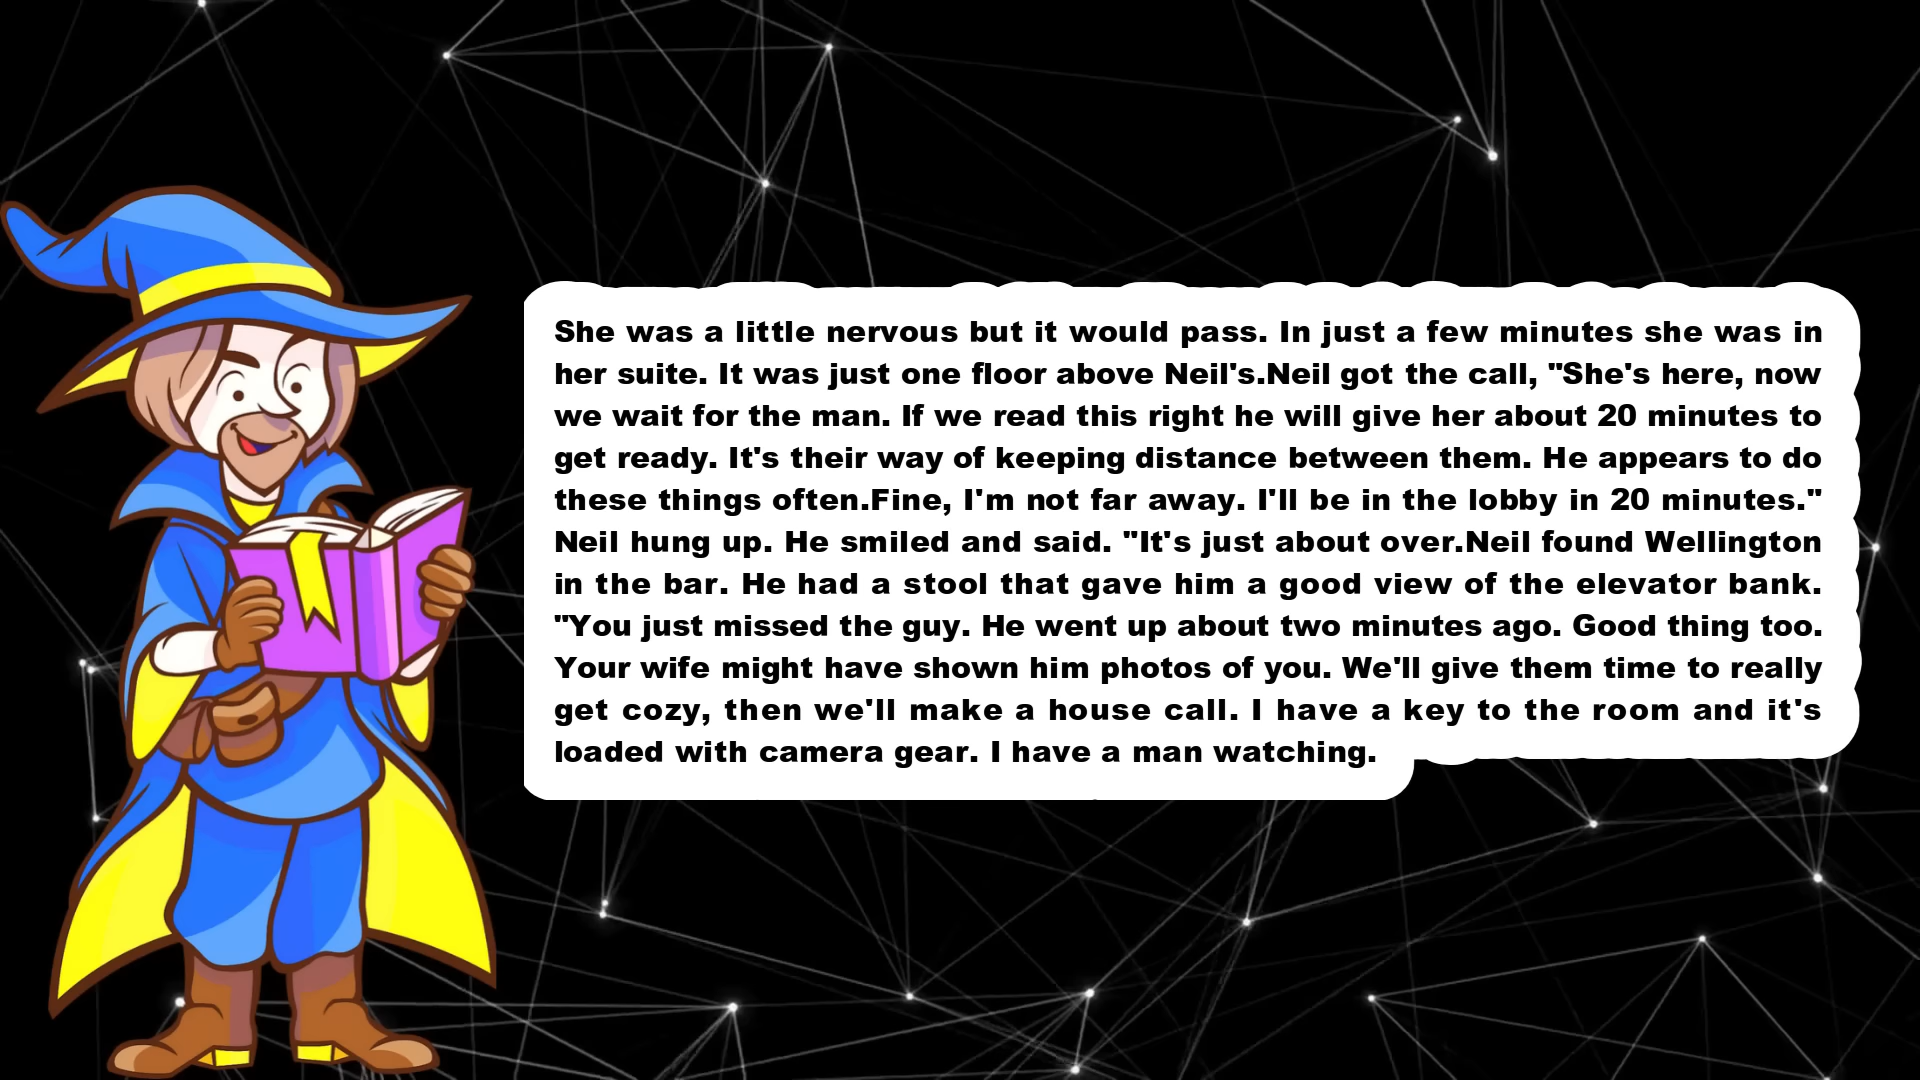 She was a little nervous but it would pass. In just a few minutes she was in
her suite. It was just one floor above Neil's.Neil got the call, "She's here, now
we wait for the man. If we read this right he will give her about 20 minutes to
get ready. It's their way of keeping distance between them. He appears to do
these things often.Fine, I'm not far away. I'll be in the lobby in 20 minutes."
Neil hung up. He smiled and said. "It's just about over.Neil found Wellington
in the bar. He had a stool that gave him a good view of the elevator bank.
"You just missed the guy. He went up about two minutes ago. Good thing too.
Your wife might have shown him photos of you. We'll give them time to really
get cozy, then we'll make a house call. I have a key to the room and it's
loaded with camera gear. I have a man watching.